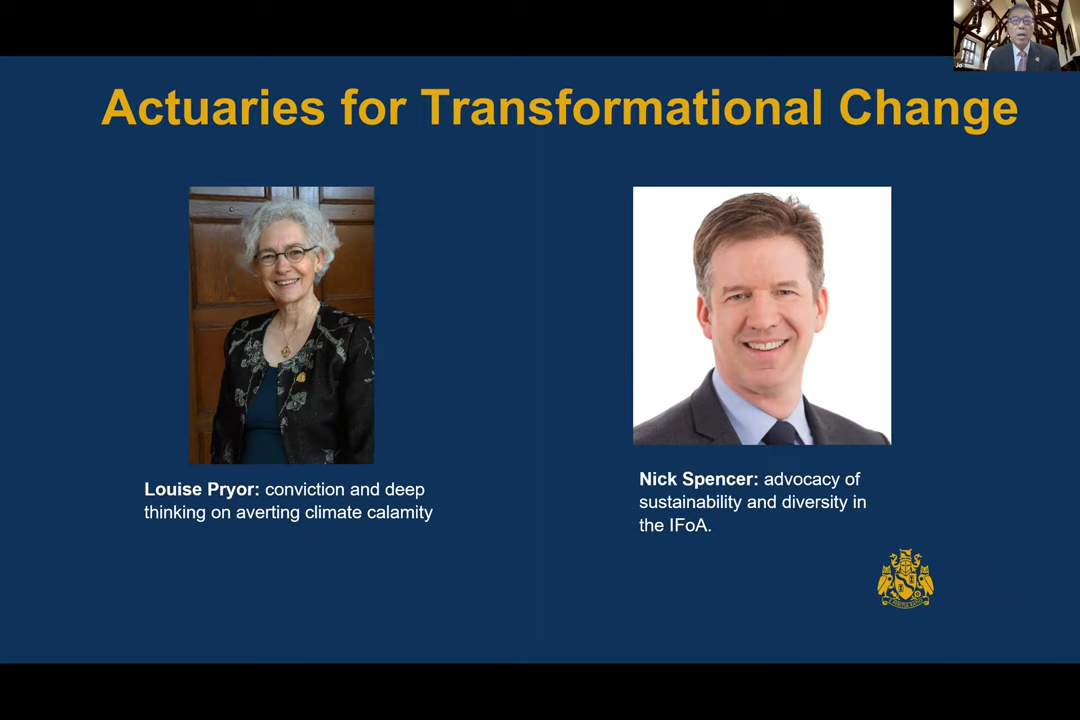 Jo
Actuaries for Transformational Change
Louise Pryor: conviction and deep
thinking on averting climate calamity
Nick Spencer: advocacy of
sustainability and diversity in
the IFoA.